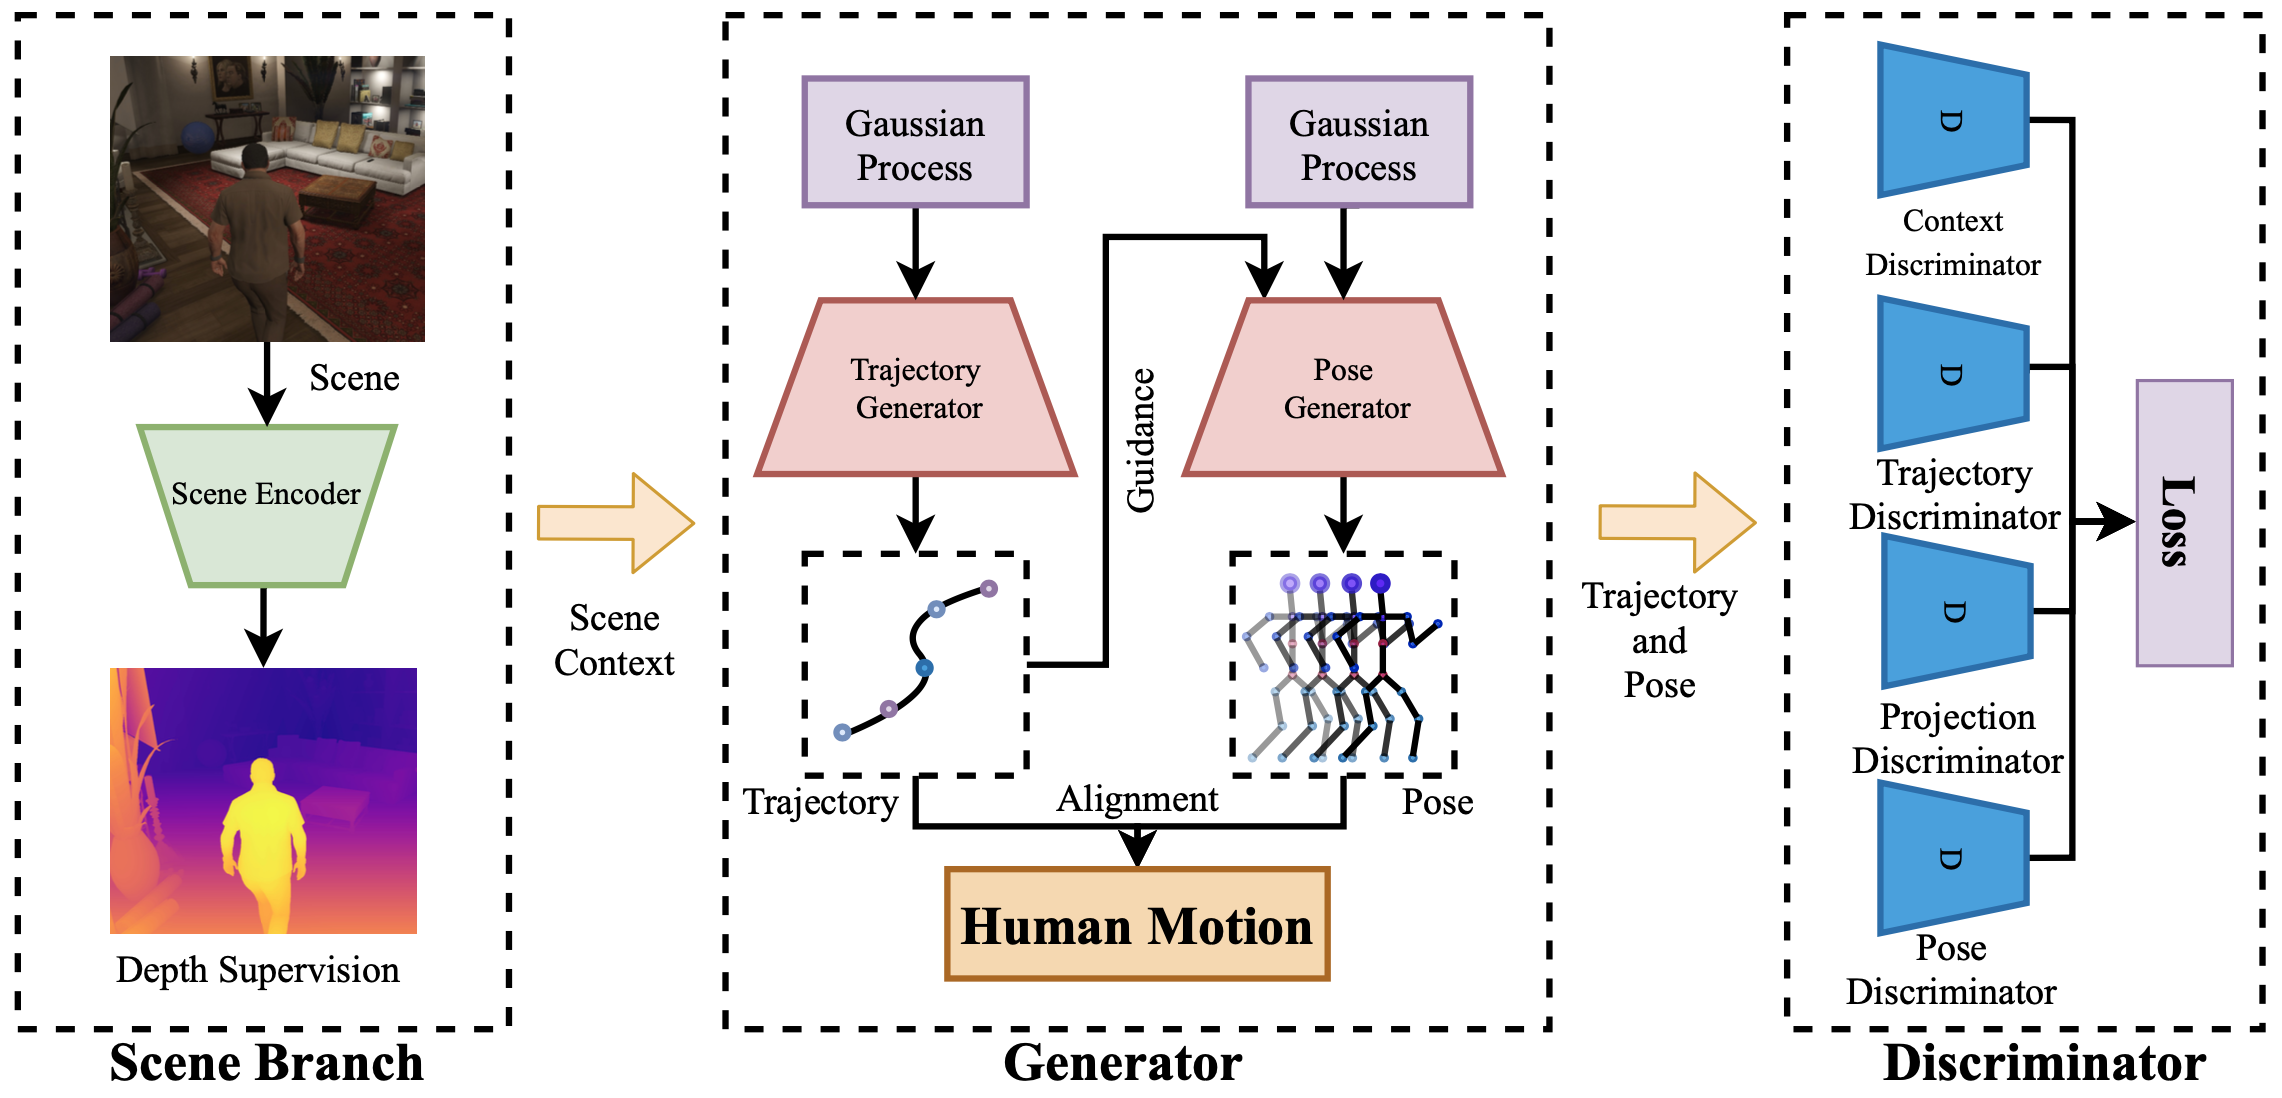 Scene
Scene Encoder
Depth Supervision
Scene Branch
Scene
Context
Gaussian
Process
Gaussian
Process
Trajectory
Generator
Pose
Generator
Guidance
Trajectory
Alignment
Pose
Human Motion
Generator
Trajectory
and
Pose
D
Context
Discriminator
D
Trajectory
Discriminator
D
Projection
Discriminator
D
Pose
Discriminator
Loss
Discriminator